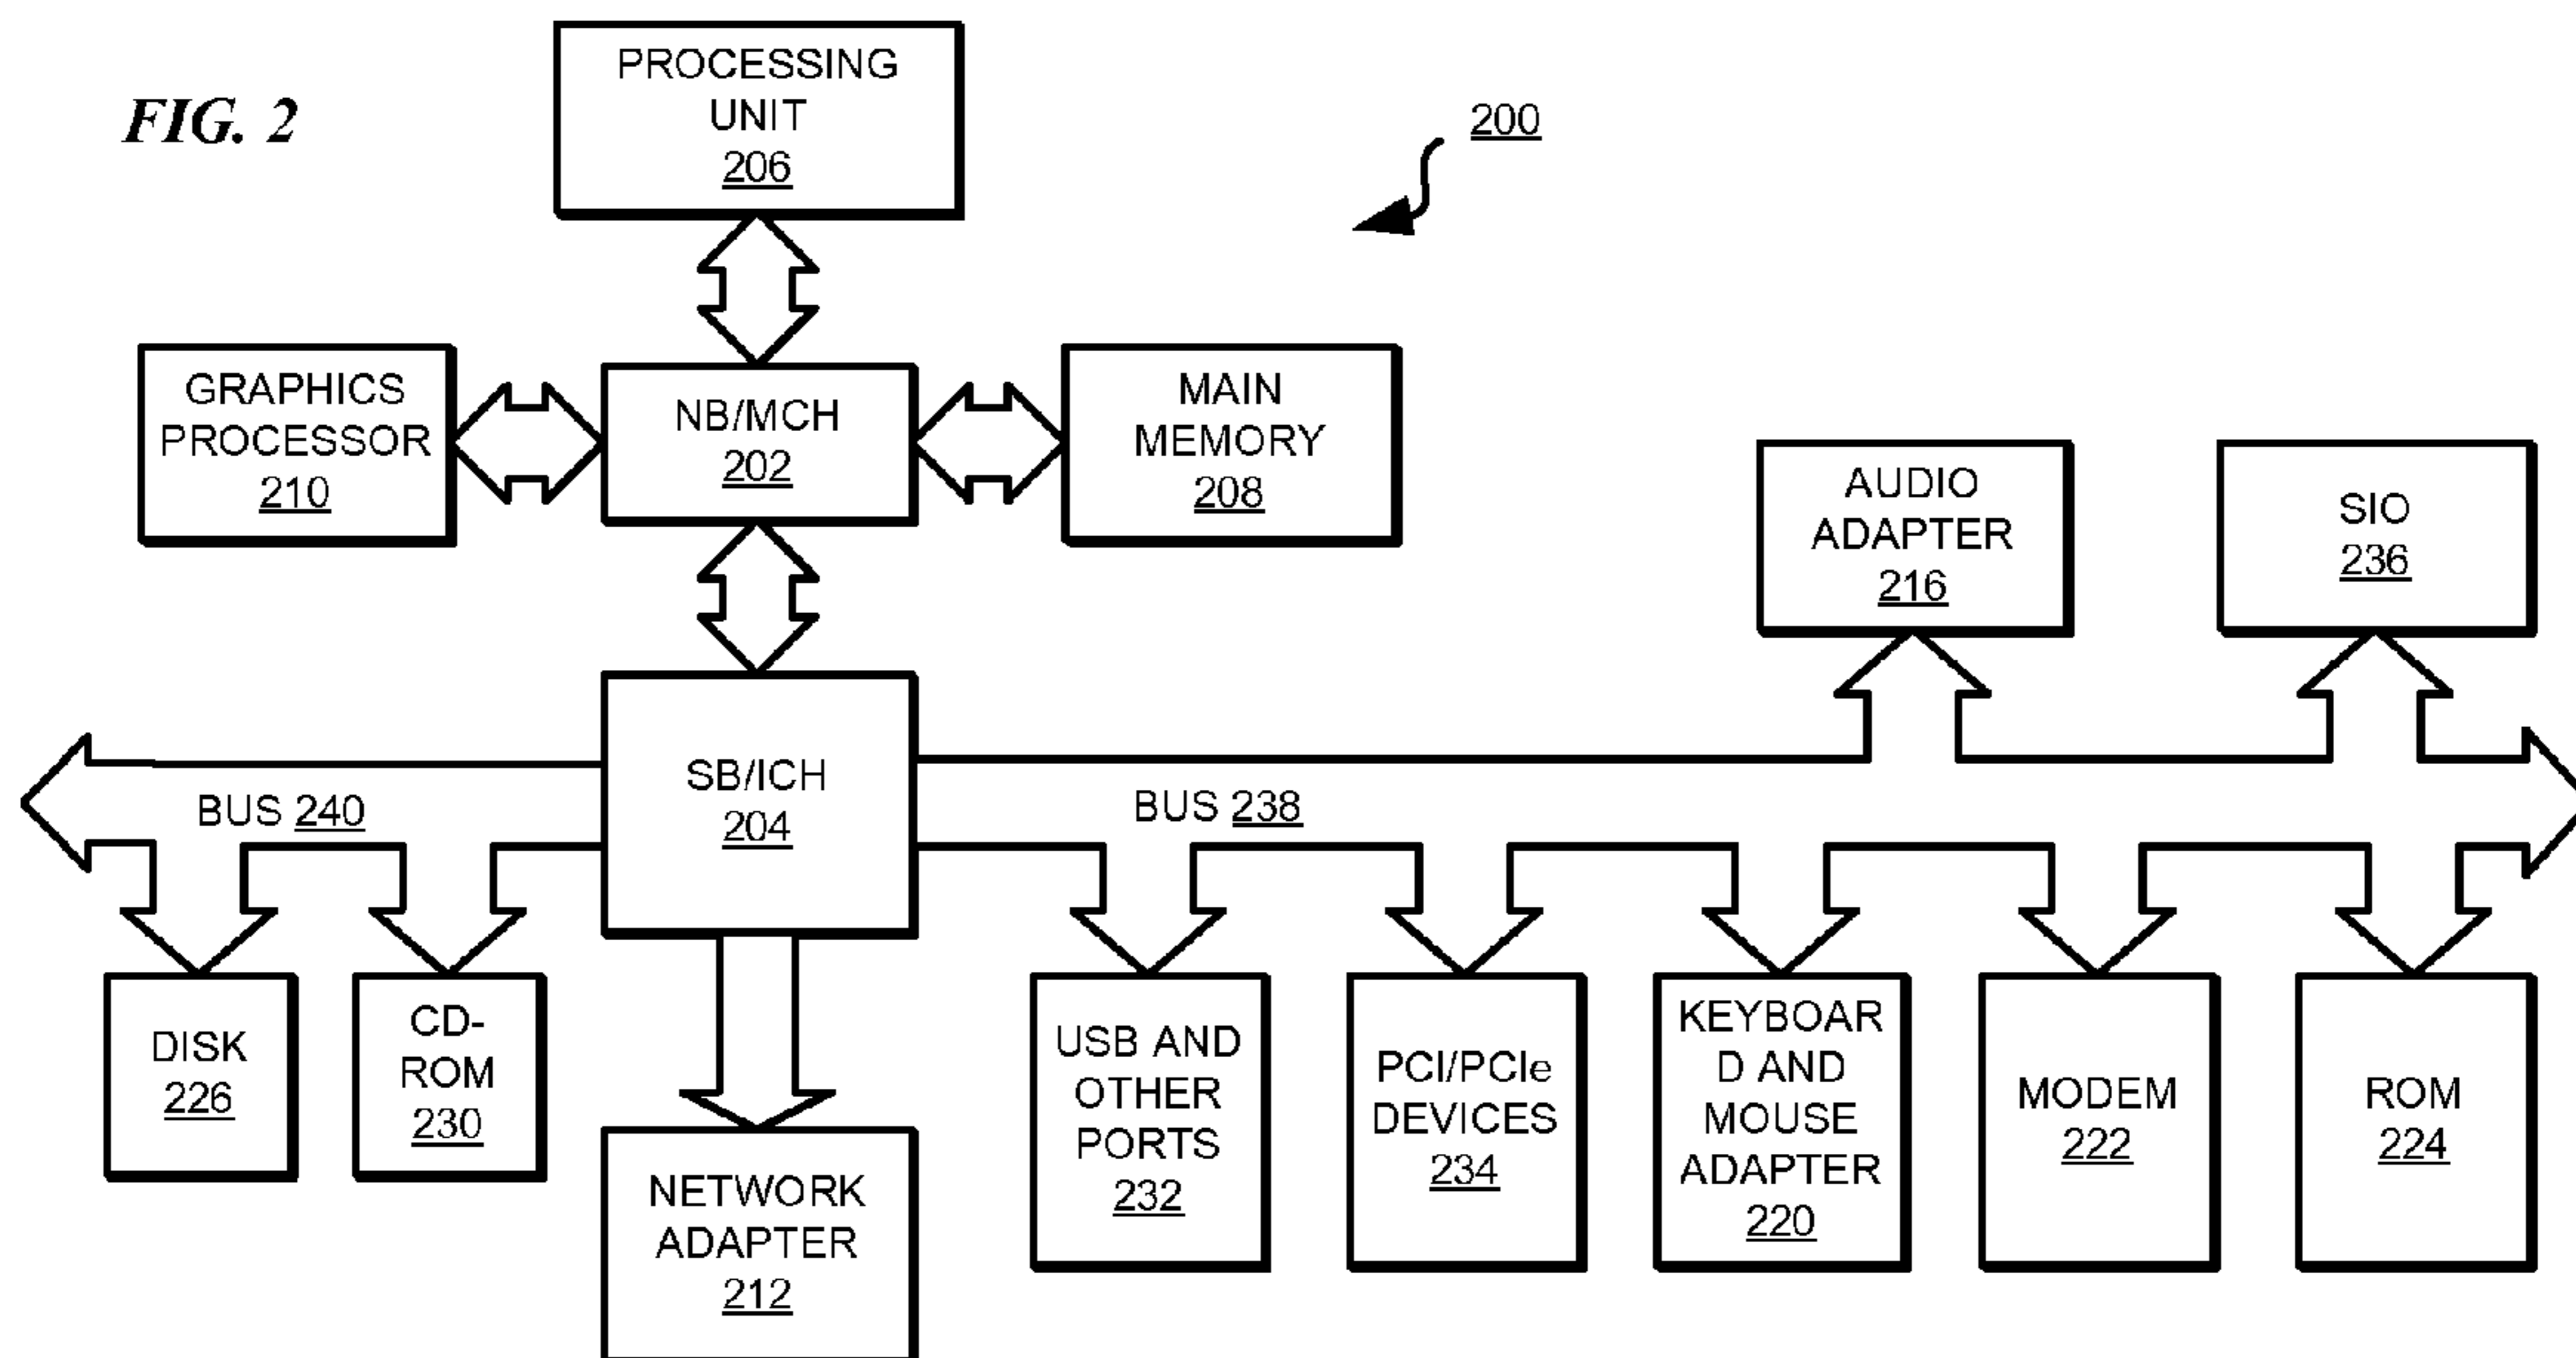 FIG. 2
PROCESSING
UNIT
206
200
GRAPHICS
PROCESSOR
210
NB/MCH
202
MAIN
MEMORY
208
AUDIO
ADAPTER
216
SIO
236
SB/ICH
204
BUS 240
BUS 238
DISK
226
CD-
ROM
230
NETWORK
ADAPTER
212
USB AND
OTHER
PORTS
232
PCI/PCIe
DEVICES
234
KEYBOAR
D AND
MOUSE
ADAPTER
220
MODEM
222
ROM
224